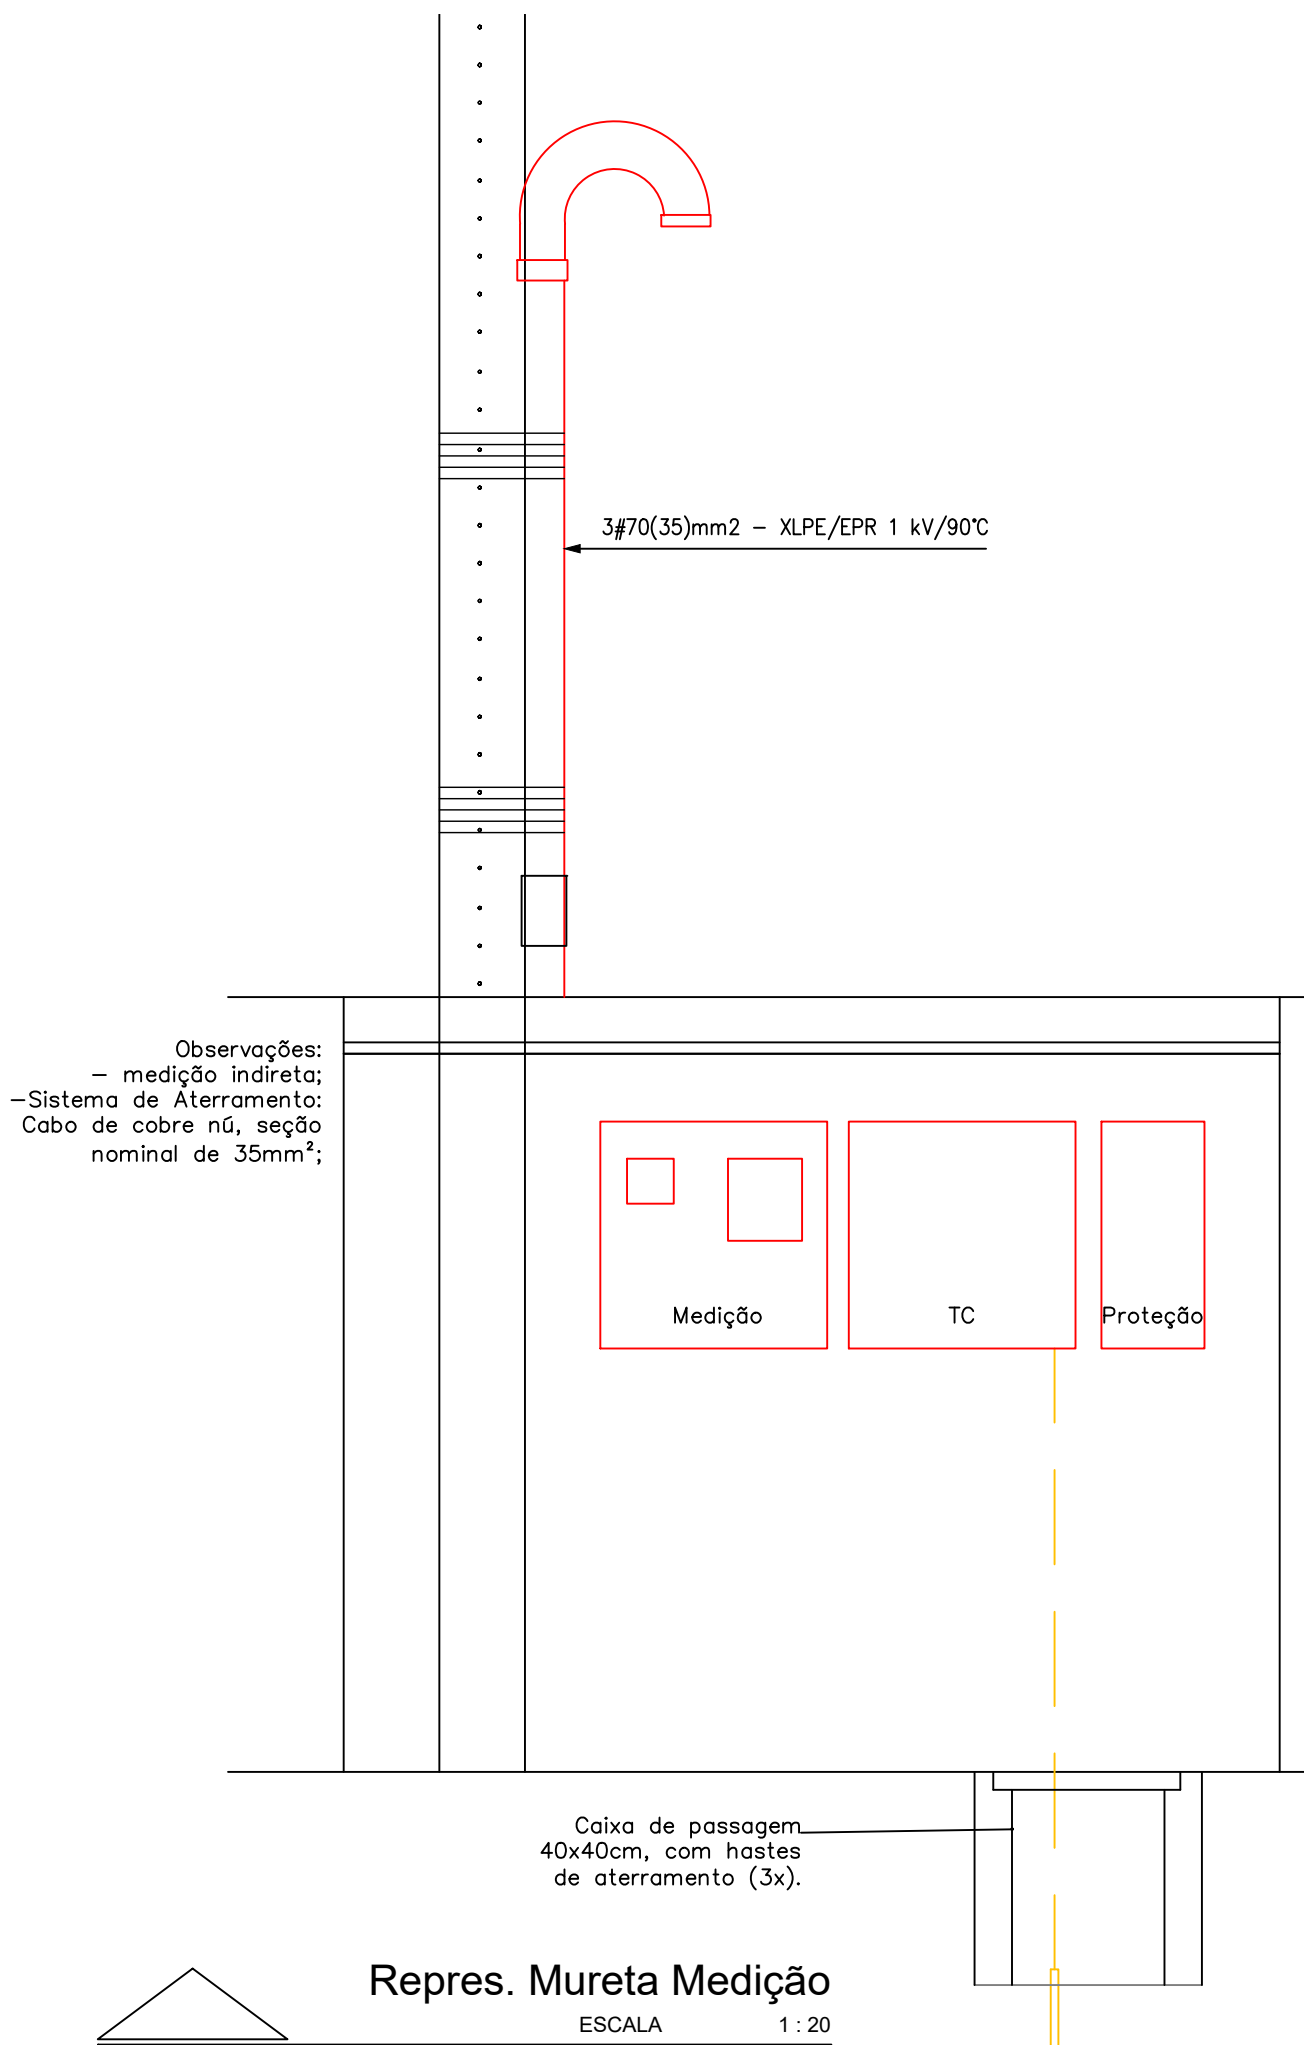 3#70(35)mm2 – XLPE/EPR 1 kV/90°C
Observações:
– medição indireta;
–Sistema de Aterramento:
Cabo de cobre nú, seção
nominal de 35mm²;
Medição
TC
Proteção
Caixa de passagem
40x40cm, com hastes
de aterramento (3x).
Repres. Mureta Medição
ESCALA 1 : 20